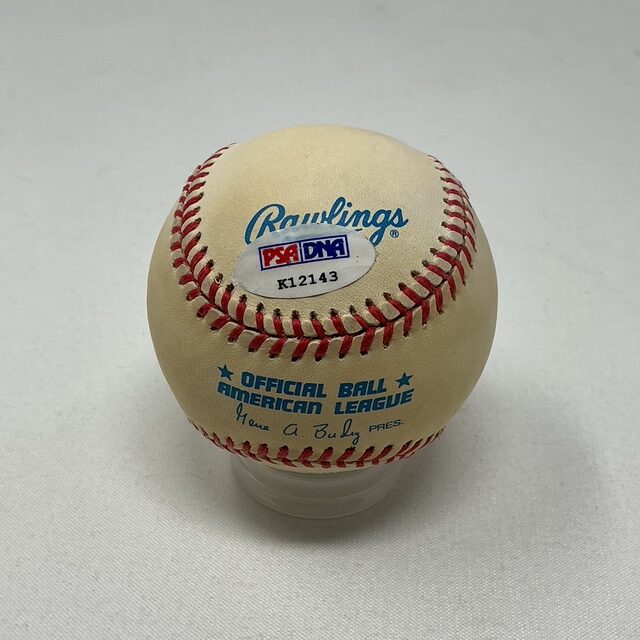 Rawlings ®
PSA DNA
K12143
★ OFFICIAL BALL ★
AMERICAN LEAGUE
Gene A. Budig PRES.